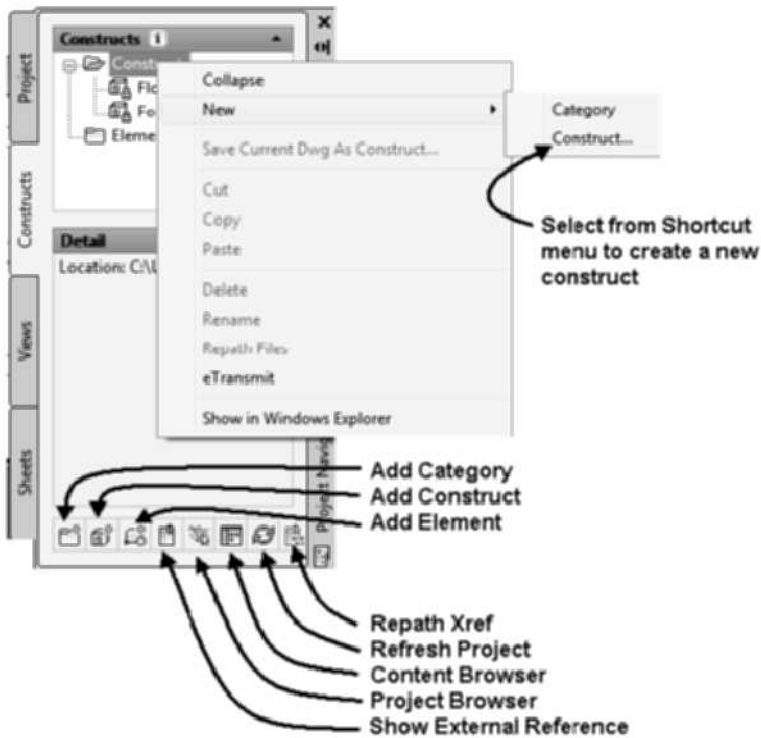 Constructs
Project
Constructs
Views
Sheets
Collapse
New
Save Current Dwg As Construct...
Cut
Copy
Paste
Delete
Rename
Repath Files
eTransmit
Show in Windows Explorer
Category
Construct...
Select from Shortcut
menu to create a new
construct
Detail
Location: C:\
Add Category
Add Construct
Add Element
Repath Xref
Refresh Project
Content Browser
Project Browser
Show External Reference